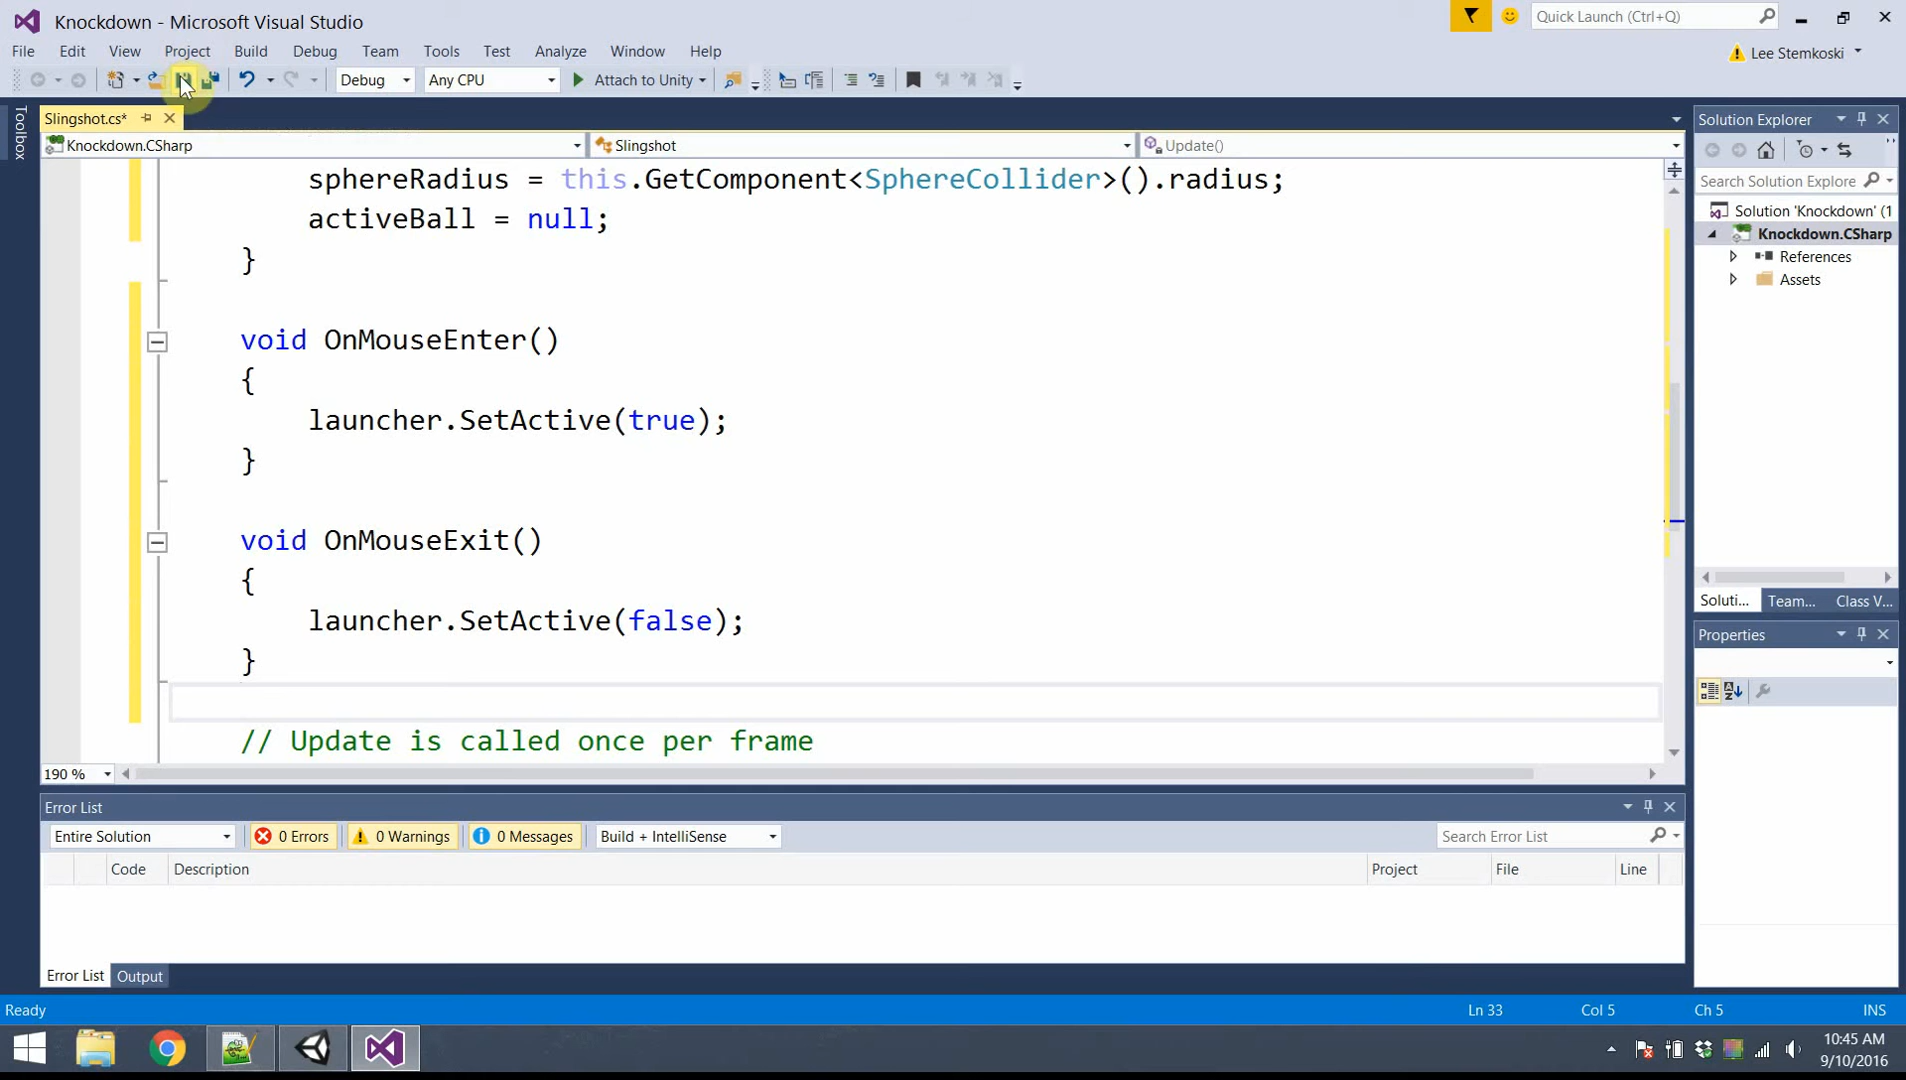 Knockdown - Microsoft Visual Studio
Quick Launch (Ctrl+Q)
File Edit View Project Build Debug Team Tools Test Analyze Window Help
Lee Stemkoski
Debug Any CPU Attach to Unity
Toolbox
Slingshot.cs*
Knockdown.CSharp Slingshot Update()
sphereRadius = this.GetComponent<SphereCollider>().radius;
activeBall = null;
}
void OnMouseEnter()
{
launcher.SetActive(true);
}
void OnMouseExit()
{
launcher.SetActive(false);
}
// Update is called once per frame
190 %
Solution Explorer
Search Solution Explore
Solution 'Knockdown' (1
Knockdown.CSharp
References
Assets
Soluti... Team... Class V...
Properties
Error List
Entire Solution 0 Errors 0 Warnings 0 Messages Build + IntelliSense Search Error List
Code Description Project File Line
Error List Output
Ready Ln 33 Col 5 Ch 5 INS
10:45 AM
9/10/2016